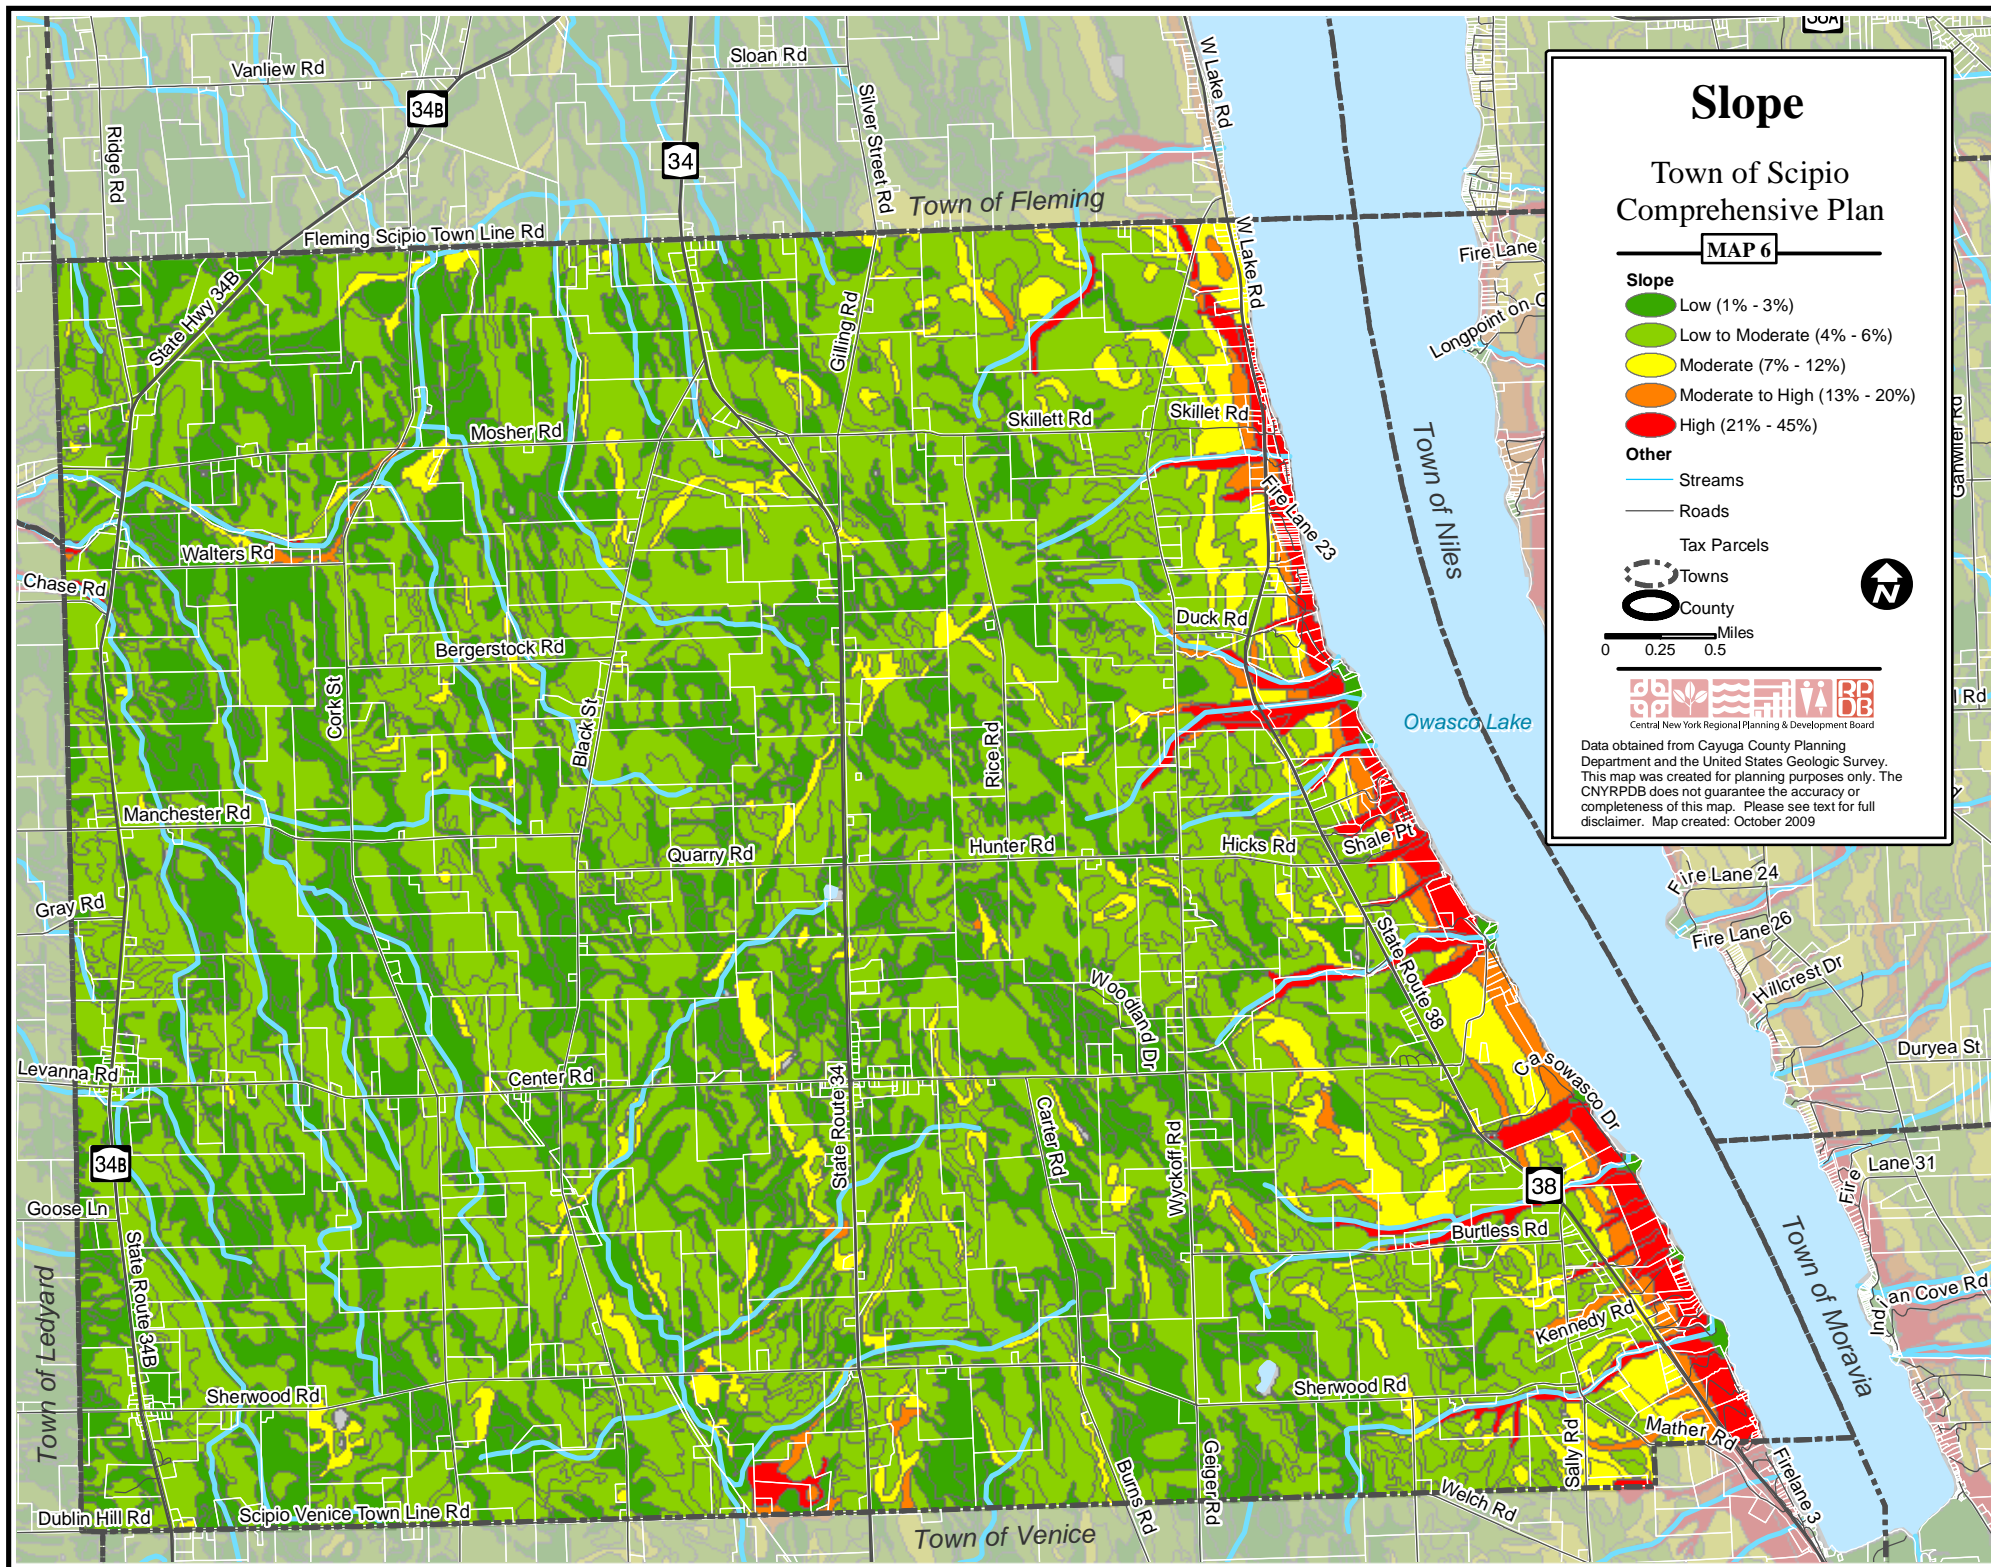 Slope
Town of Scipio
Comprehensive Plan
MAP 6
Slope
Low (1% - 3%)
Low to Moderate (4% - 6%)
Moderate (7% - 12%)
Moderate to High (13% - 20%)
High (21% - 45%)
Other
Streams
Roads
Tax Parcels
Towns
County
N
Miles
0 0.25 0.5
RP
DB
Central New York Regional Planning & Development Board
Data obtained from Cayuga County Planning
Department and the United States Geologic Survey.
This map was created for planning purposes only. The
CNYRPDB does not guarantee the accuracy or
completeness of this map. Please see text for full
disclaimer. Map created: October 2009
38A
Vanliew Rd
Sloan Rd
34B
34
Ridge Rd
Silver Street Rd
W Lake Rd
Town of Fleming
Fleming Scipio Town Line Rd
W Lake Rd
Fire Lane
State Hwy 34B
Gilling Rd
Longpoint on
Mosher Rd
Skillett Rd
Skillet Rd
Ganwier Rd
Town of Niles
Fire Lane 23
Walters Rd
Chase Rd
Duck Rd
Bergerstock Rd
Cork St
Black St
Rice Rd
Owasco Lake
Rd
Manchester Rd
Quarry Rd
Hunter Rd
Hicks Rd
Shale Pt
Fire Lane 24
Gray Rd
Fire Lane 26
State Route 38
Hillcrest Dr
Woodland Dr
Levanna Rd
Center Rd
State Route 34
Casowasco Dr
Duryea St
Carter Rd
Wyckoff Rd
34B
Fire Lane 31
38
Goose Ln
Burtless Rd
State Route 34B
Town of Ledyard
Town of Moravia
Indian Cove Rd
Kennedy Rd
Sherwood Rd
Sherwood Rd
Mather Rd
Sally Rd
Geiger Rd
Burns Rd
Firelane 3
Welch Rd
Dublin Hill Rd
Scipio Venice Town Line Rd
Town of Venice